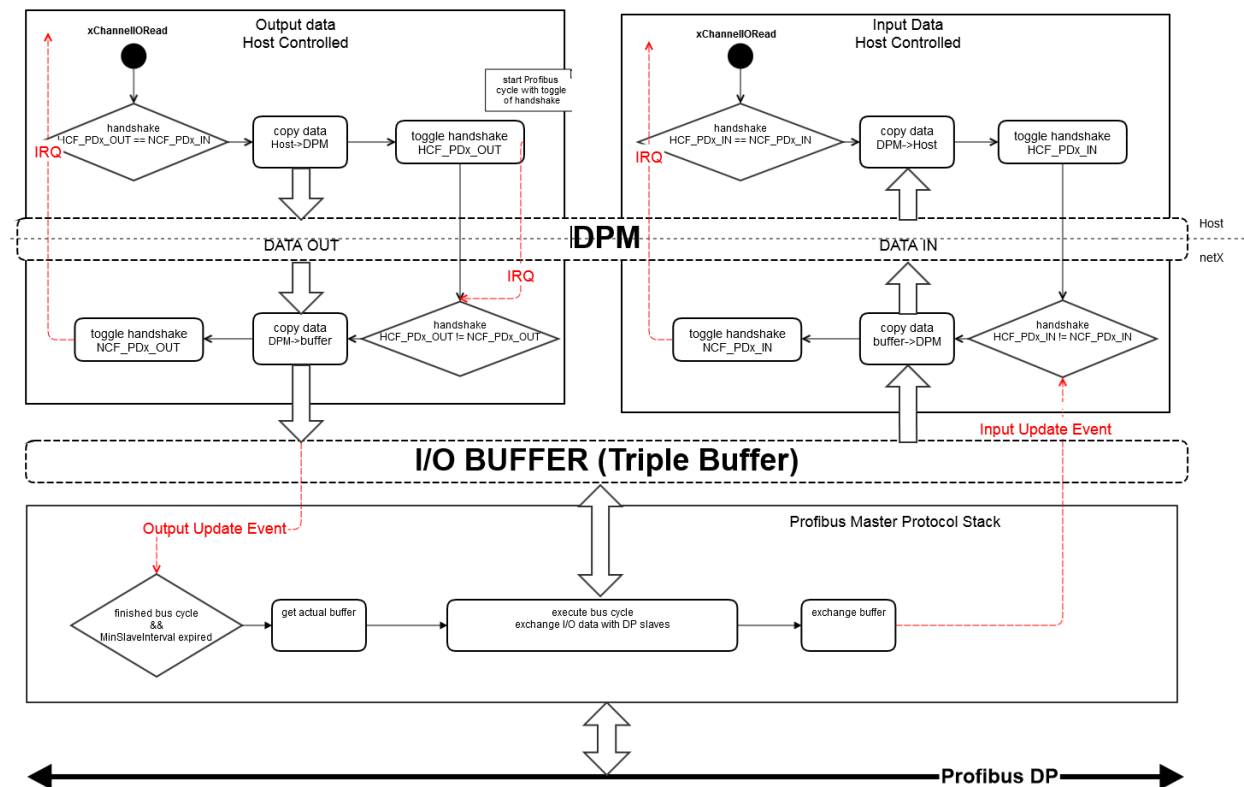 Output data
Host Controlled
xChannelIORead
start Profibus
cycle with toggle
of handshake
handshake
HCF_PDx_OUT == NCF_PDx_IN
copy data
Host->DPM
toggle handshake
HCF_PDx_OUT
IRQ
Input Data
Host Controlled
xChannelIORead
handshake
HCF_PDx_IN == NCF_PDx_IN
copy data
DPM->Host
toggle handshake
HCF_PDx_IN
IRQ
DPM
DATA OUT
DATA IN
Host
netX
IRQ
toggle handshake
NCF_PDx_OUT
copy data
DPM->buffer
handshake
HCF_PDx_OUT != NCF_PDx_OUT
toggle handshake
NCF_PDx_IN
copy data
buffer->DPM
handshake
HCF_PDx_IN != NCF_PDx_IN
Input Update Event
I/O BUFFER (Triple Buffer)
Output Update Event
Profibus Master Protocol Stack
finished bus cycle
&&
MinSlaveInterval expired
get actual buffer
execute bus cycle
exchange I/O data with DP slaves
exchange buffer
Profibus DP